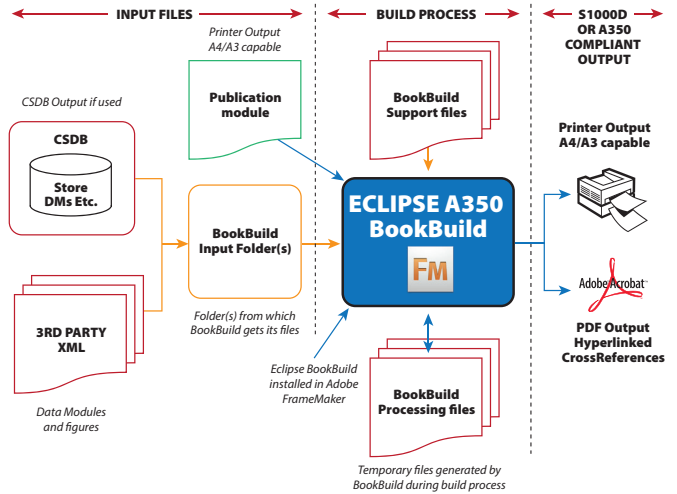 INPUT FILES
BUILD PROCESS
S1000D
OR A350
COMPLIANT
OUTPUT
Printer Output
A4/A3 capable
Publication
module
BookBuild
Support files
CSDB Output if used
CSDB
Store
DMs Etc.
Printer Output
A4/A3 capable
ECLIPSE A350
BookBuild
FM
BookBuild
Input Folder(s)
Adobe Acrobat™
3RD PARTY
XML
Folder(s) from which
BookBuild gets its files
PDF Output
Hyperlinked
CrossReferences
Eclipse BookBuild
installed in Adobe
FrameMaker
BookBuild
Processing files
Data Modules
and figures
Temporary files generated by
BookBuild during build process